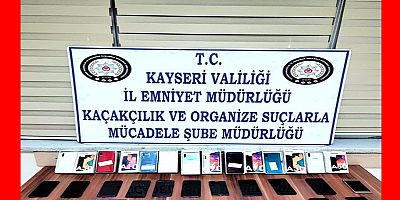 T.C.
KAYSERİ VALİLİĞİ
İL EMNİYET MÜDÜRLÜĞÜ
KAÇAKÇILIK VE ORGANİZE SUÇLARLA
MÜCADELE ŞUBE MÜDÜRLÜĞÜ